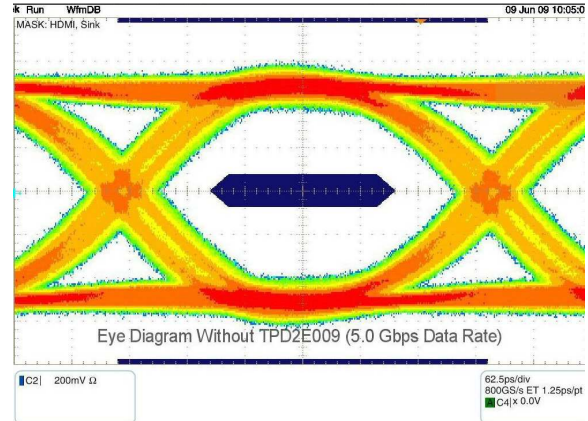 Run WfmDB 09 Jun 09 10:05:0
MASK: HDMI, Sink
Eye Diagram Without TPD2E009 (5.0 Gbps Data Rate)
C2| 200mV Ω
62.5ps/div
800GS/s ET 1.25ps/pt
A C4| x 0.0V